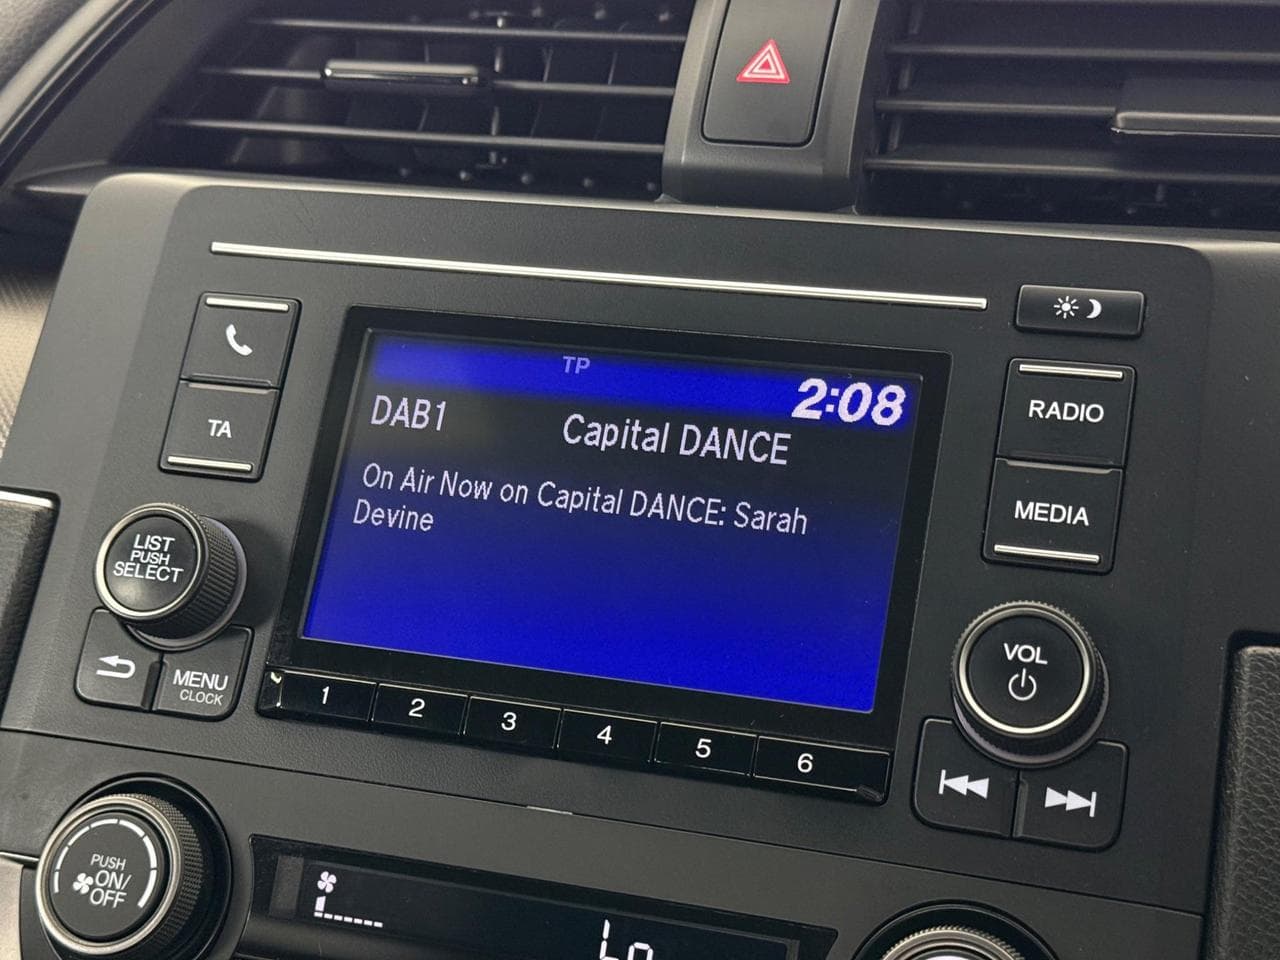 TP
2:08
DAB1
Capital DANCE
On Air Now on Capital DANCE: Sarah
Devine
TA
RADIO
MEDIA
LIST
PUSH
SELECT
VOL
MENU
CLOCK
1
2
3
4
5
6
PUSH
ON/
OFF
Lo